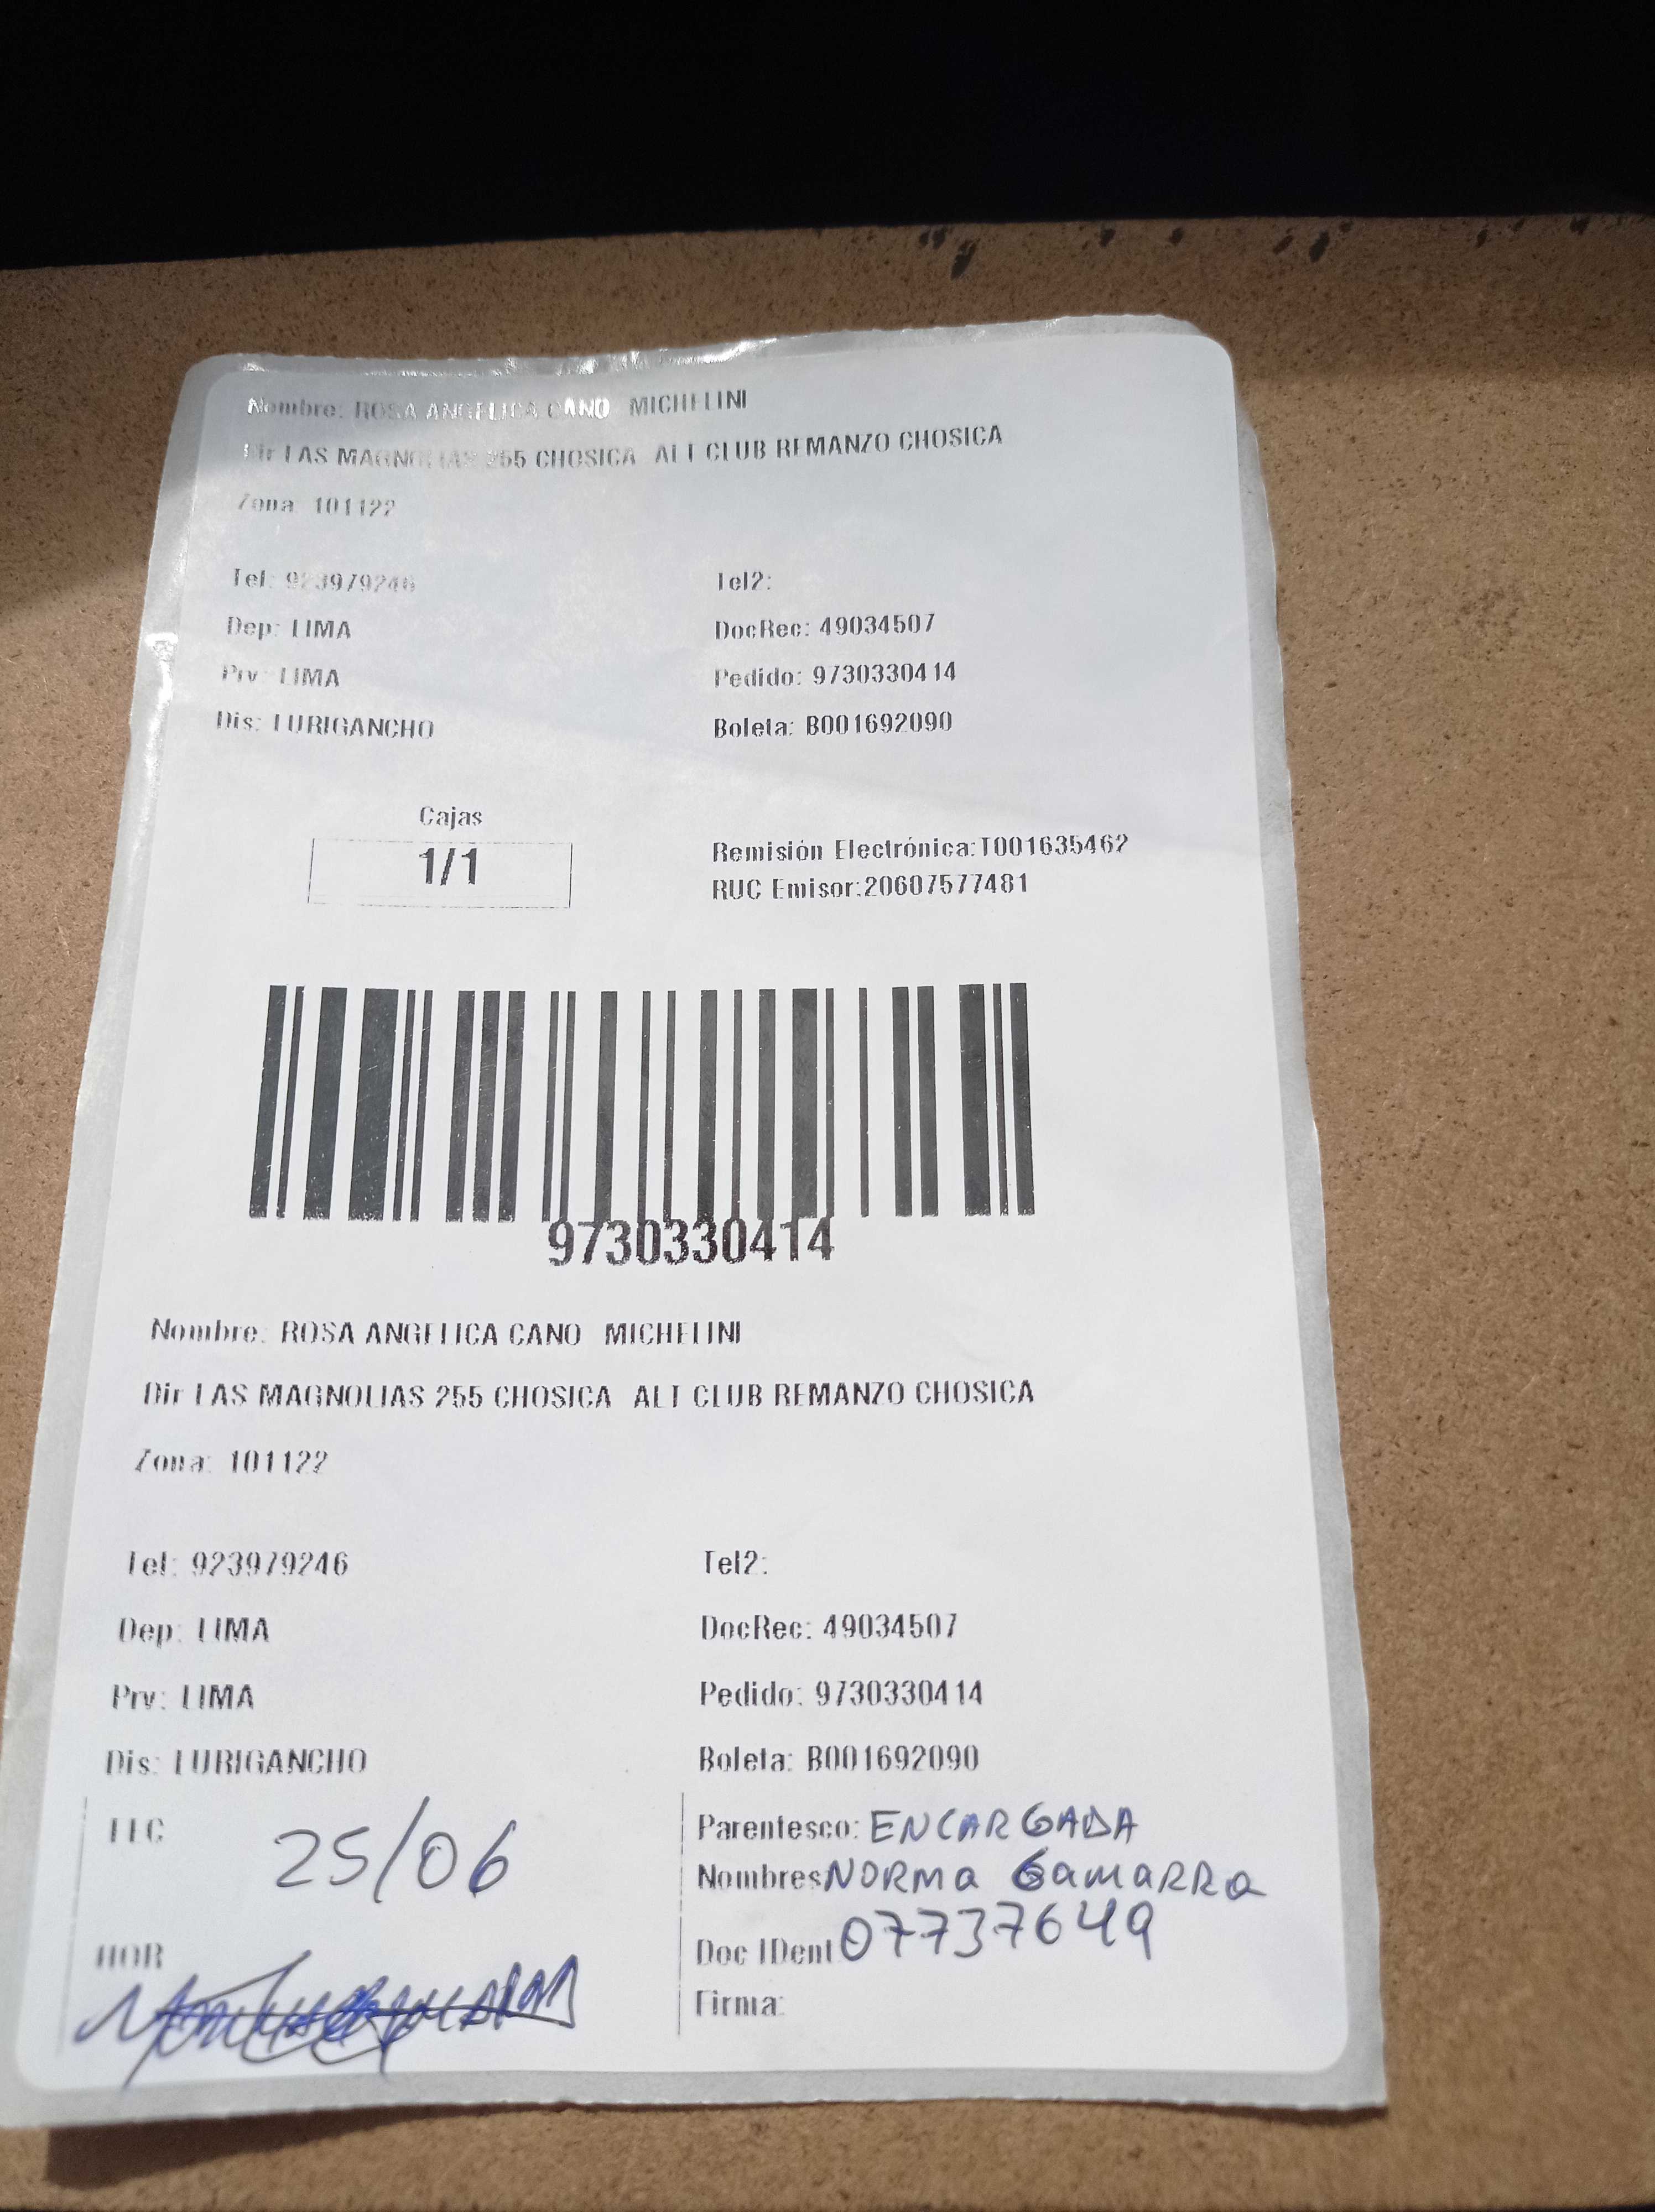 Nombre: ROSA ANGELICA CANO MICHELINI
Dir LAS MAGNOLIAS 255 CHOSICA ALT CLUB REMANZO CHOSICA
Zona: 101122
Tel: 923979246 Tel2:
Dep: LIMA DocRec: 49034507
Prv: LIMA Pedido: 9730330414
Dis: LURIGANCHO Boleta: B001692090
Cajas
1/1
Remisión Electrónica:T001635462
RUC Emisor:20607577481
9730330414
Nombre: ROSA ANGELICA CANO MICHELINI
Dir LAS MAGNOLIAS 255 CHOSICA ALT CLUB REMANZO CHOSICA
Zona: 101122
Tel: 923979246 Tel2:
Dep: LIMA DocRec: 49034507
Prv: LIMA Pedido: 9730330414
Dis: LURIGANCHO Boleta: B001692090
25/06
Parentesco: ENCARGADA
Nombres NORMA GAMARRA
Doc IDent 07737649
HOR
Firma: